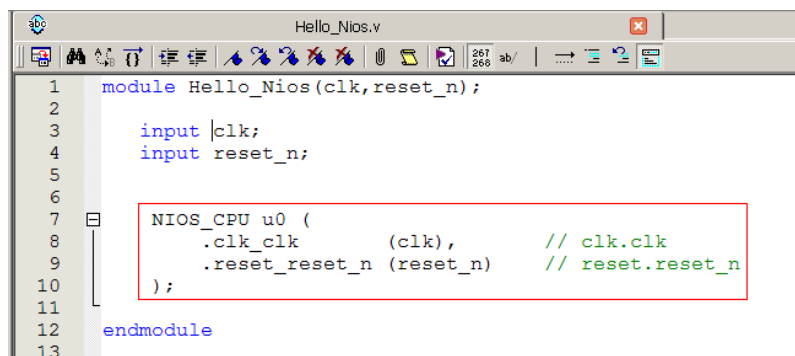 abc
Hello_Nios.v
267
268
ab/
1 module Hello_Nios(clk,reset_n);
2
3 input clk;
4 input reset_n;
5
6
7 NIOS_CPU u0 (
8 .clk_clk (clk), // clk.clk
9 .reset_reset_n (reset_n) // reset.reset_n
10 );
11
12 endmodule
13